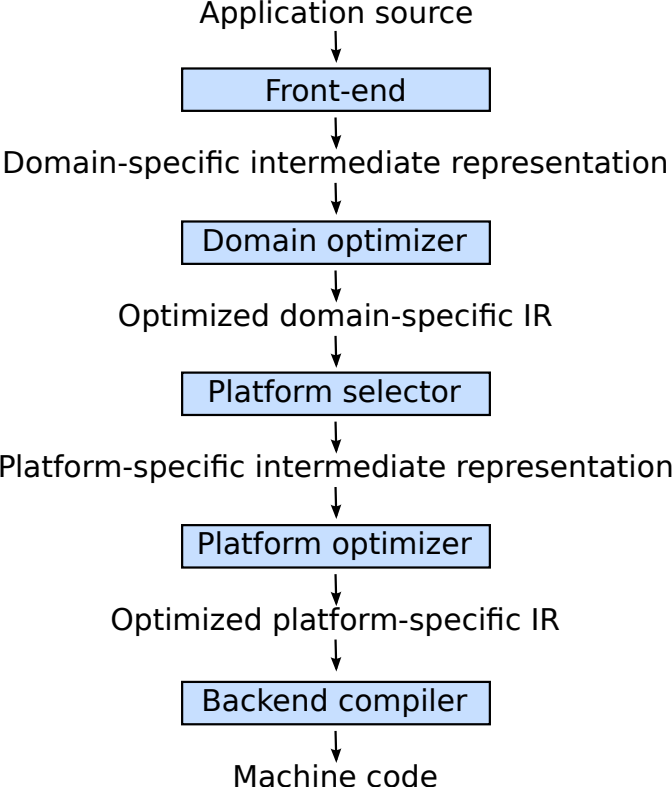 Application source
Front-end
Domain-specific intermediate representation
Domain optimizer
Optimized domain-specific IR
Platform selector
Platform-specific intermediate representation
Platform optimizer
Optimized platform-specific IR
Backend compiler
Machine code